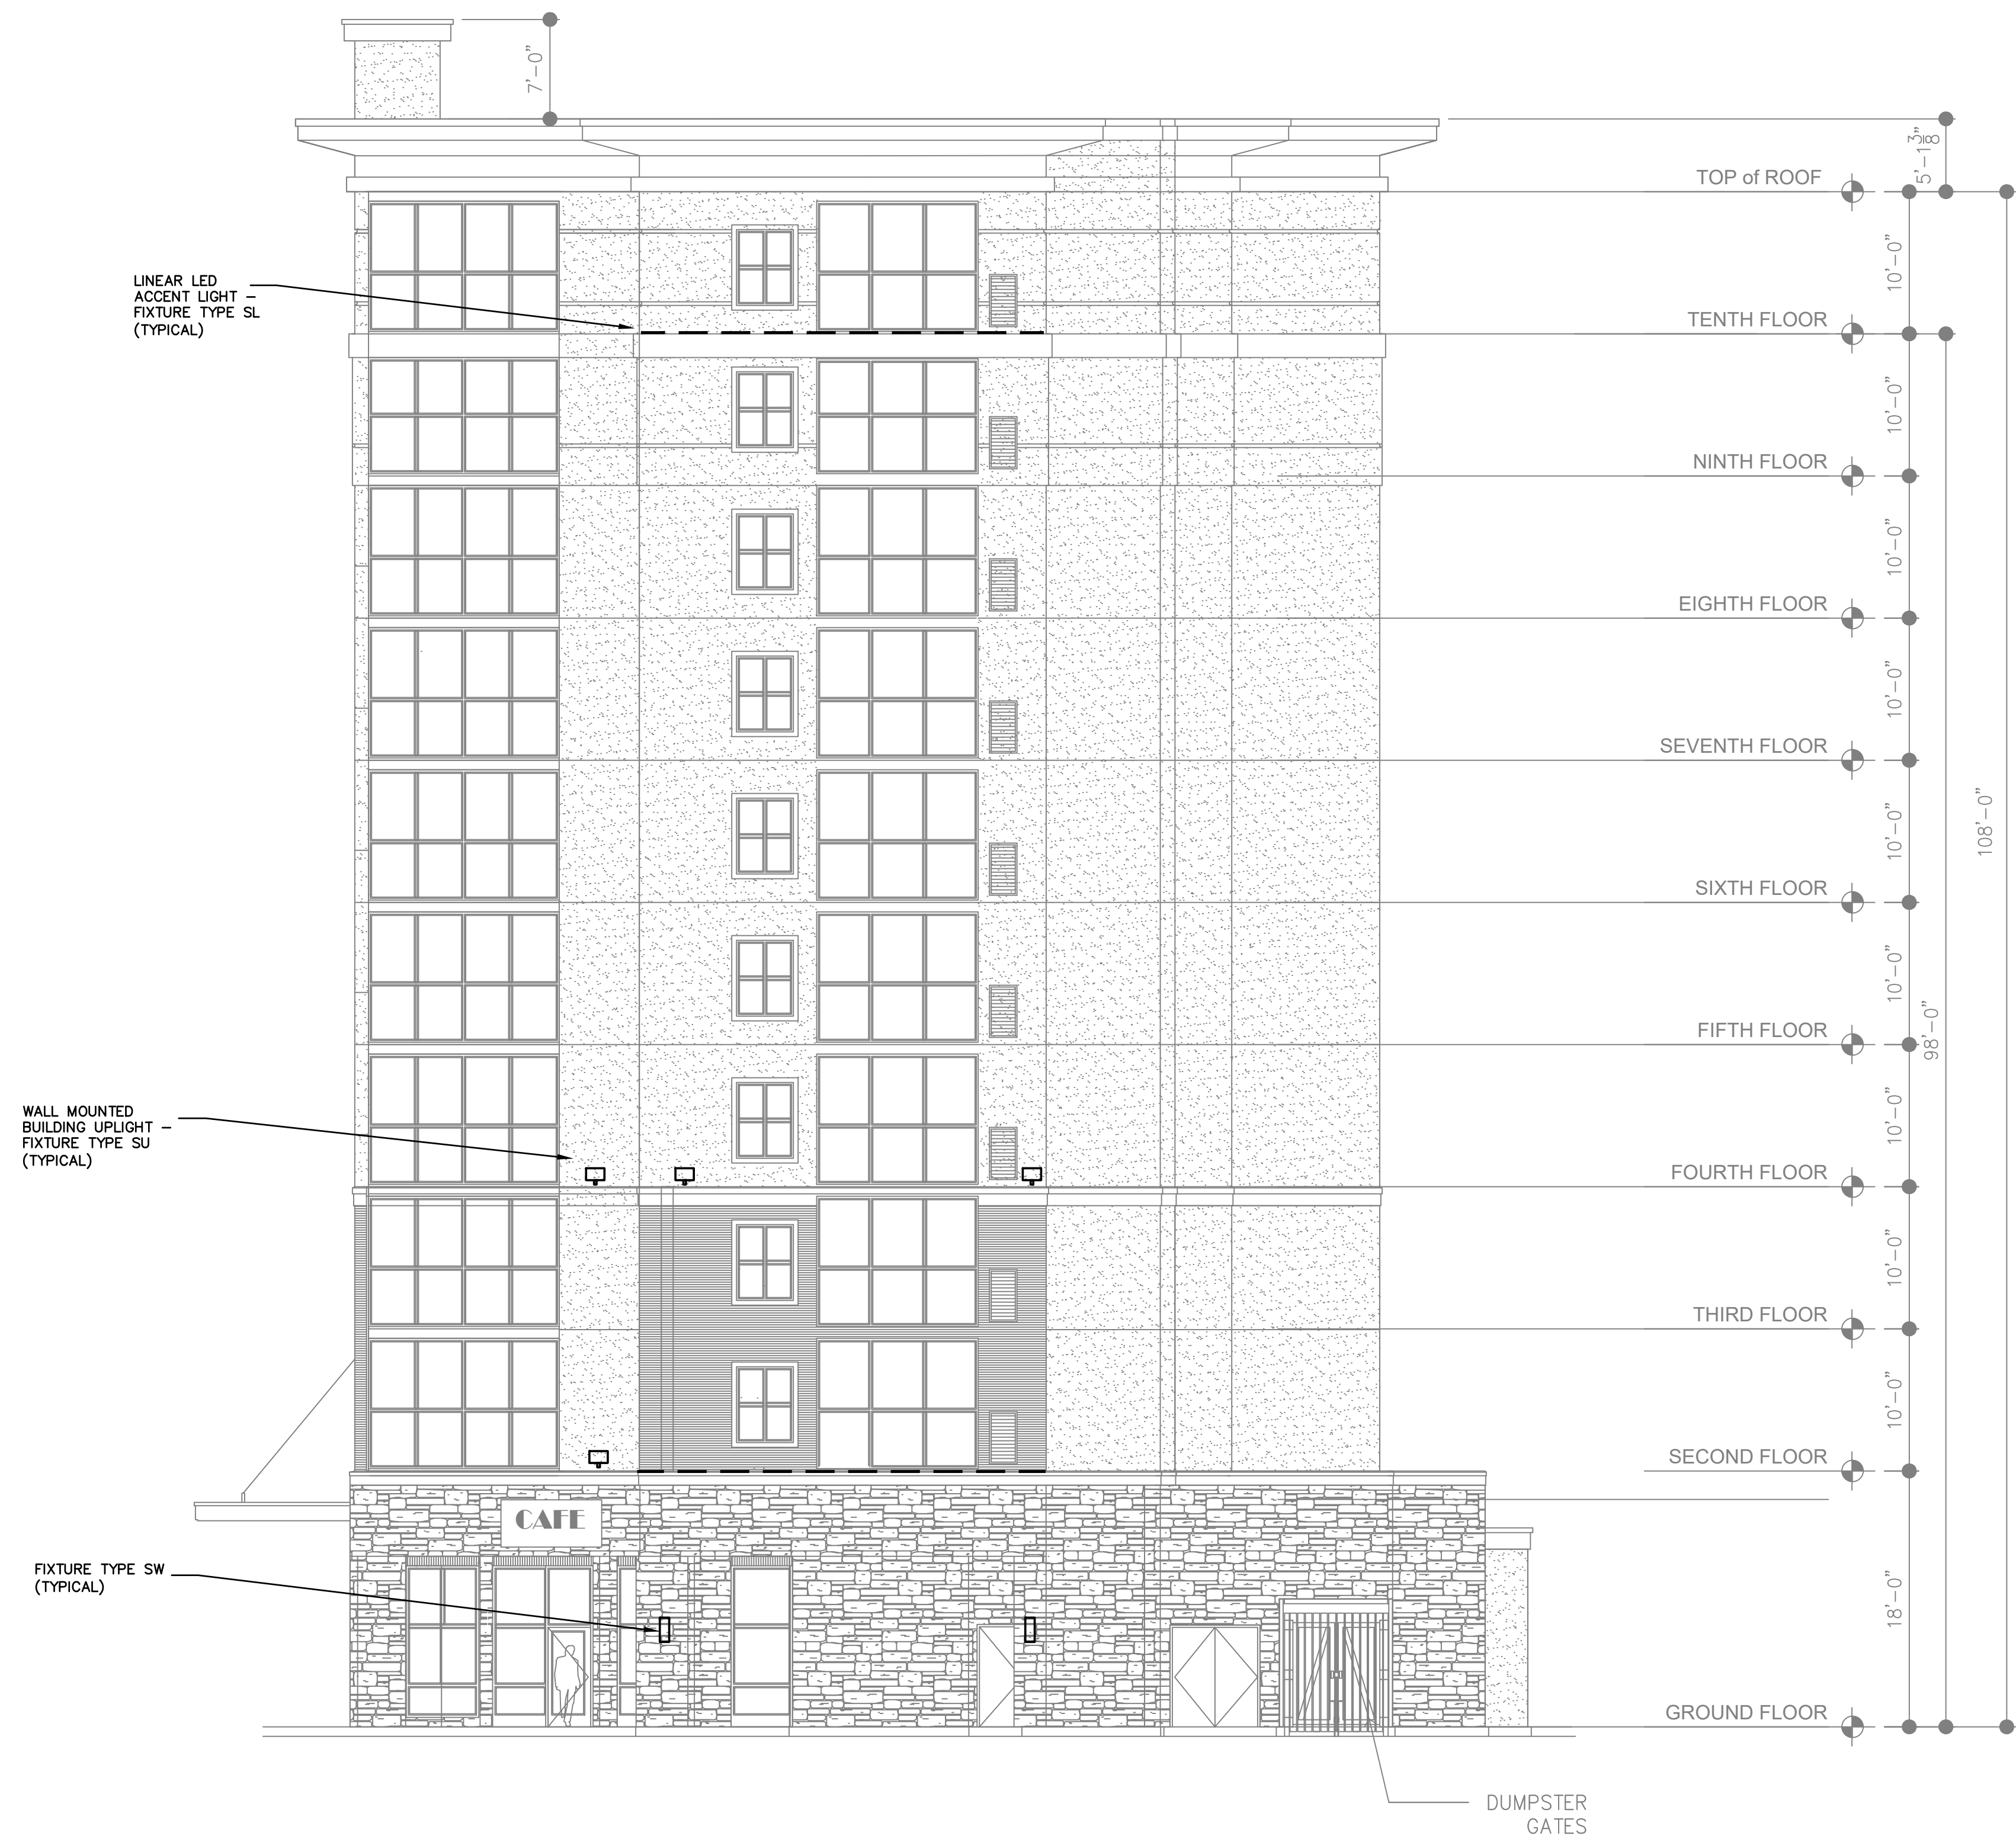 7'-0"
5'-1 3/8"
TOP of ROOF
10'-0"
LINEAR LED
ACCENT LIGHT –
FIXTURE TYPE SL
(TYPICAL)
TENTH FLOOR
10'-0"
NINTH FLOOR
10'-0"
EIGHTH FLOOR
10'-0"
SEVENTH FLOOR
10'-0"
108'-0"
SIXTH FLOOR
10'-0"
FIFTH FLOOR
98'-0"
10'-0"
WALL MOUNTED
BUILDING UPLIGHT –
FIXTURE TYPE SU
(TYPICAL)
FOURTH FLOOR
10'-0"
THIRD FLOOR
10'-0"
SECOND FLOOR
CAFE
FIXTURE TYPE SW
(TYPICAL)
18'-0"
GROUND FLOOR
DUMPSTER
GATES